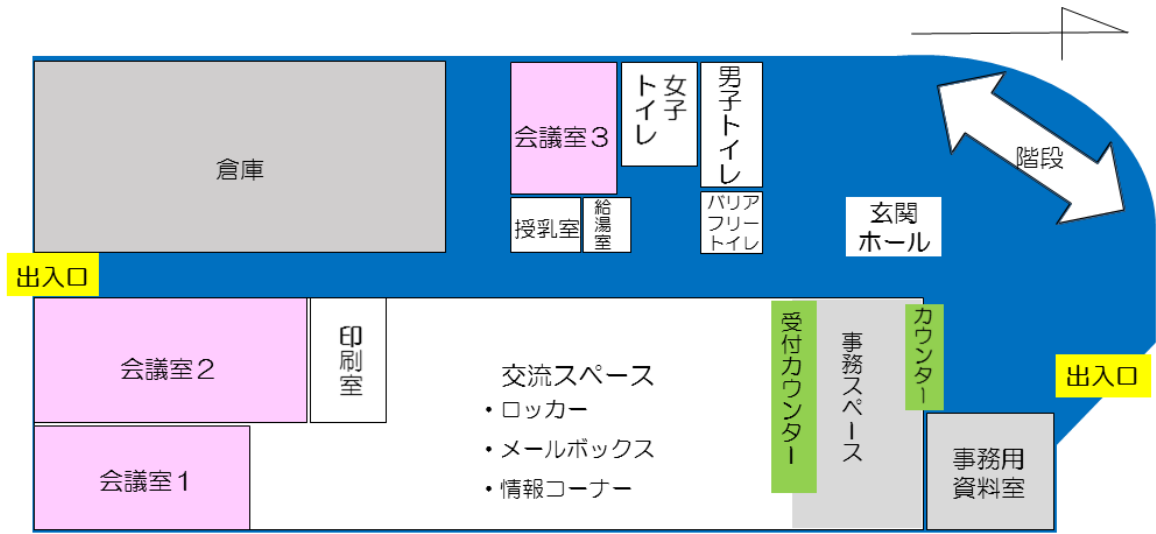 倉庫
会議室３
女子
トイレ
男子トイレ
階段
授乳室
給湯室
バリア
フリー
トイレ
玄関
ホール
出入口
会議室２
印刷室
交流スペース
・ロッカー
・メールボックス
・情報コーナー
受付カウンター
事務スペース
カウンター
出入口
会議室１
事務用
資料室